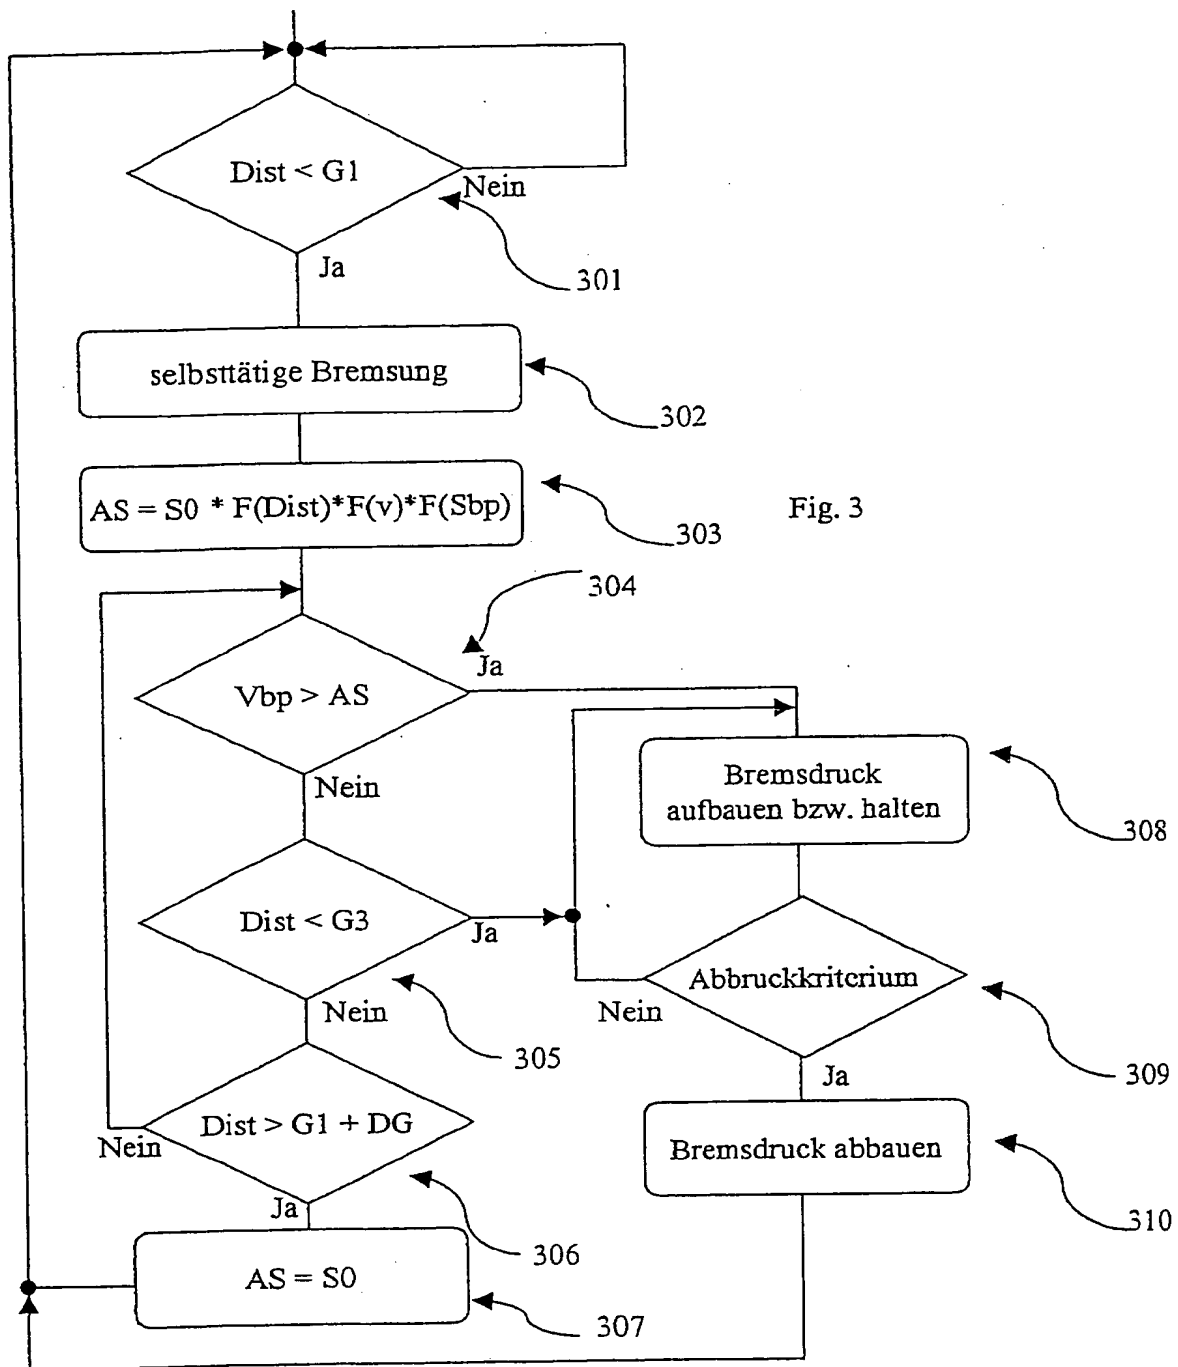 Dist < G1
Nein
Ja
301
selbsttätige Bremsung
302
AS = S0 * F(Dist)*F(v)*F(Sbp)
303
Fig. 3
304
Ja
Vbp > AS
Nein
Bremsdruck
aufbauen bzw. halten
308
Dist < G3
Ja
Nein
305
Abbruckkriterium
Nein
309
Ja
Dist > G1 + DG
Nein
Ja
306
Bremsdruck abbauen
310
AS = S0
307